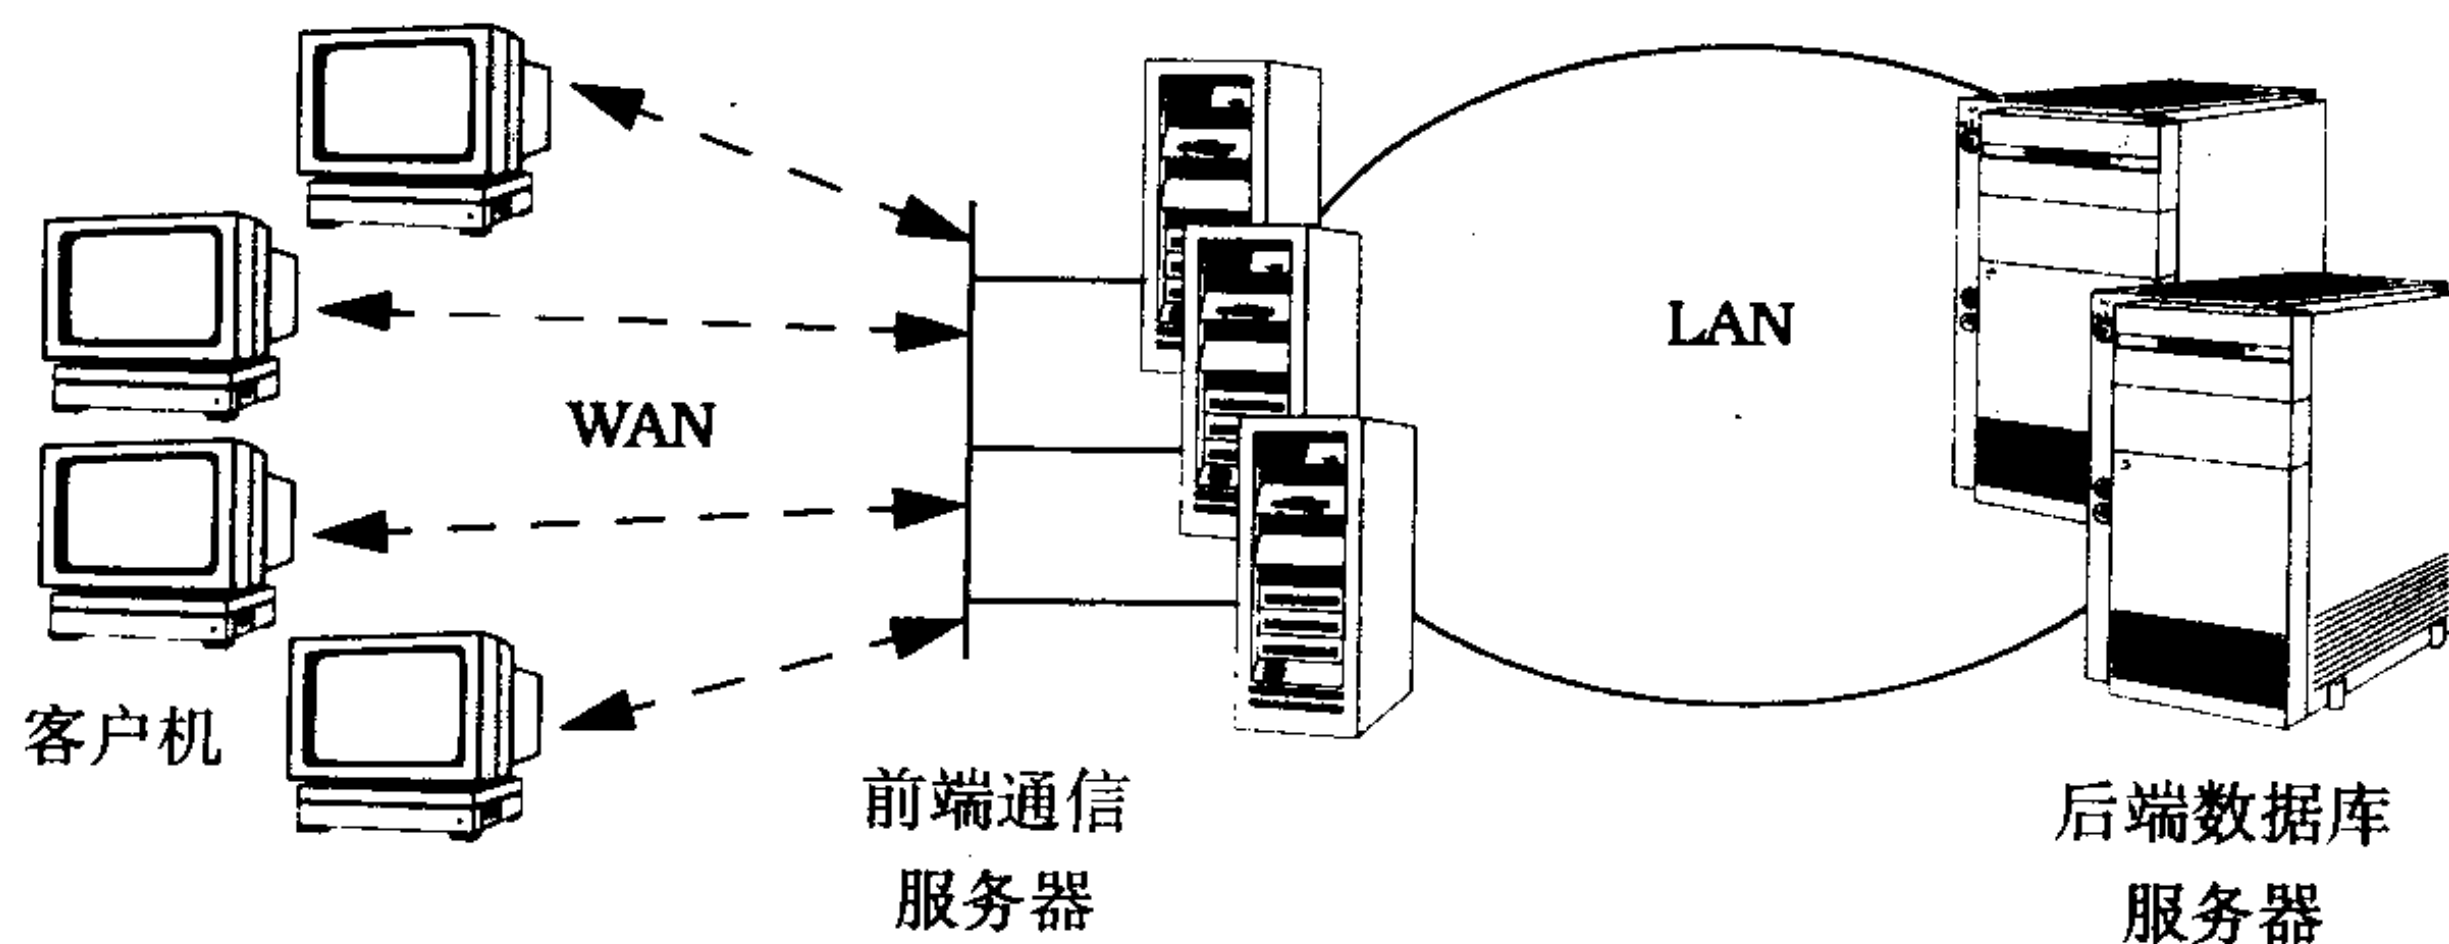 LAN
WAN
客户机
前端通信
服务器
后端数据库
服务器